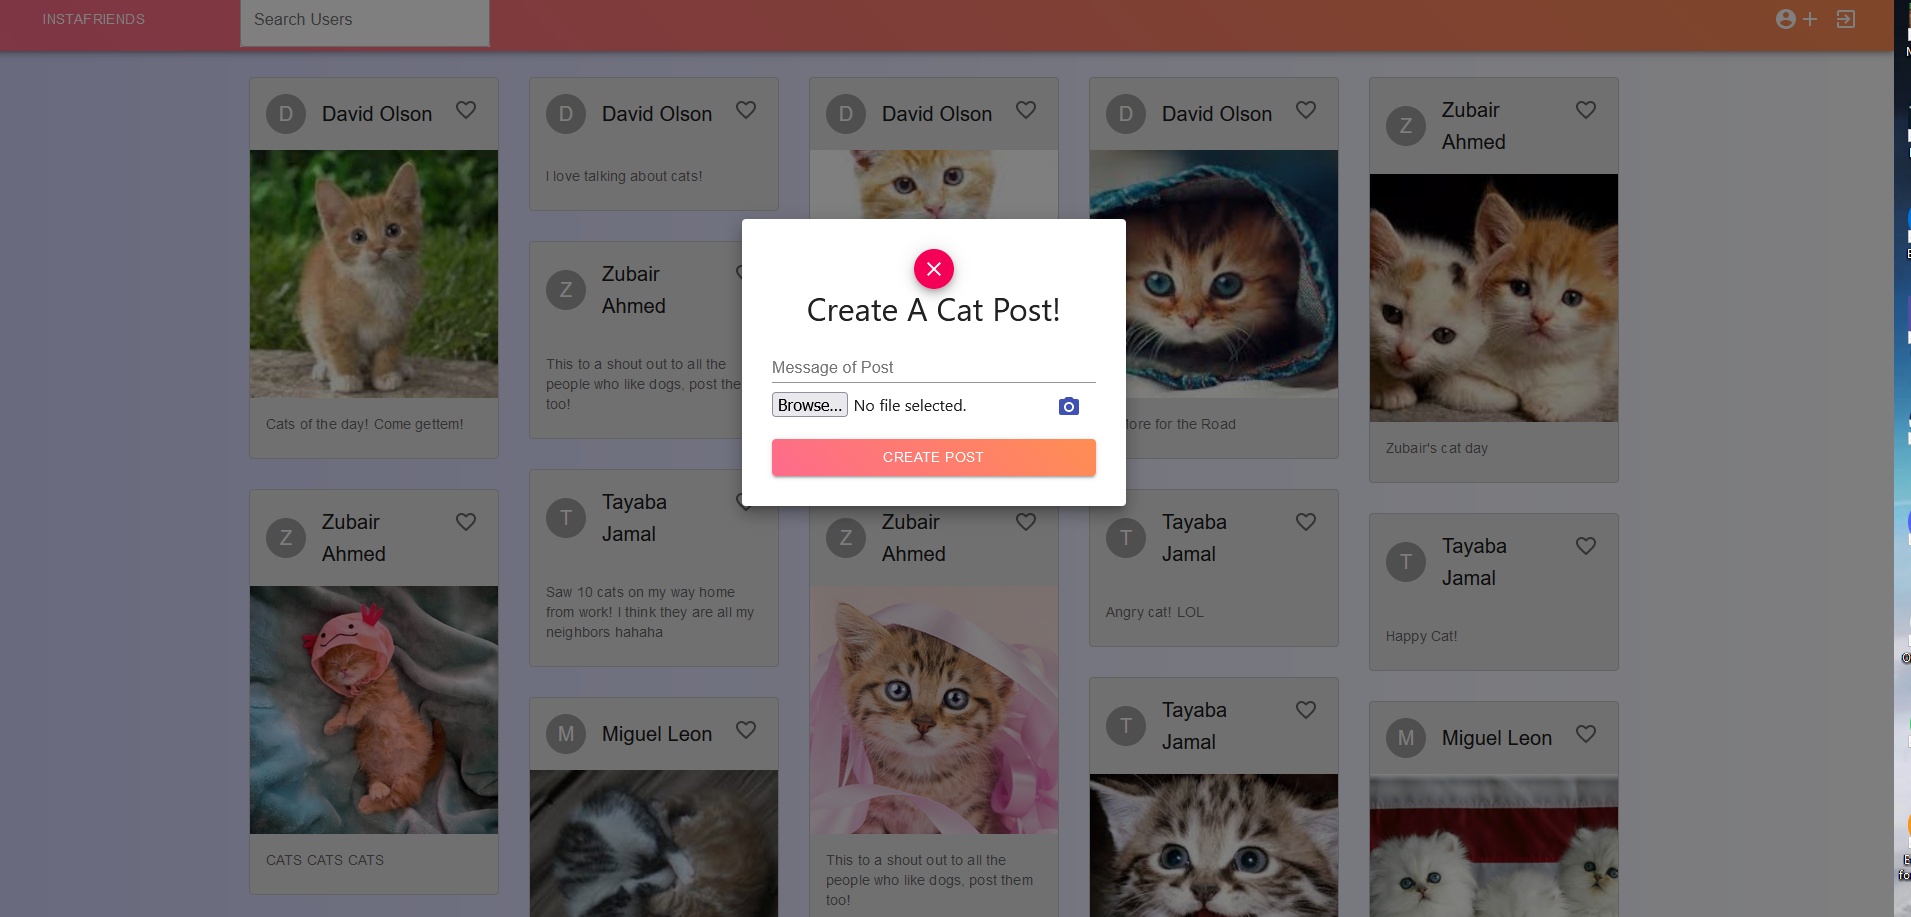 INSTAFRIENDS
Search Users
D
David Olson
Cats of the day! Come gettem!
Z
Zubair
Ahmed
CATS CATS CATS
D
David Olson
I love talking about cats!
Z
Zubair
Ahmed
This to a shout out to all the
people who like dogs, post the
too!
T
Tayaba
Jamal
Saw 10 cats on my way home
from work! I think they are all my
neighbors hahaha
M
Miguel Leon
D
David Olson
Create A Cat Post!
Message of Post
Browse... No file selected.
CREATE POST
Z
Zubair
Ahmed
This to a shout out to all the
people who like dogs, post them
too!
D
David Olson
for the Road
T
Tayaba
Jamal
Angry cat! LOL
T
Tayaba
Jamal
Z
Zubair
Ahmed
Zubair's cat day
T
Tayaba
Jamal
Happy Cat!
M
Miguel Leon